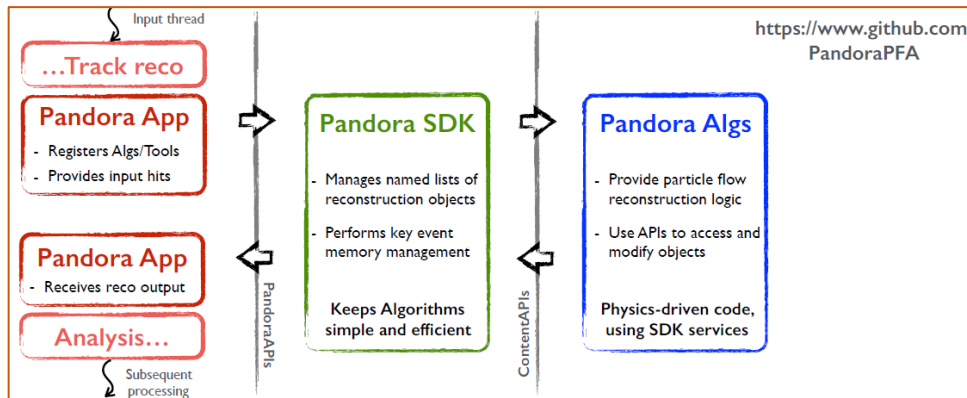 Input thread
…Track reco
Pandora App
- Registers Algs/Tools
- Provides input hits
Pandora App
- Receives reco output
Analysis…
Subsequent
processing
PandoraAPIs
Pandora SDK
- Manages named lists of
reconstruction objects
- Performs key event
memory management
Keeps Algorithms
simple and efficient
ContentAPIs
https://www.github.com
PandoraPFA
Pandora Algs
- Provide particle flow
reconstruction logic
- Use APIs to access and
modify objects
Physics-driven code,
using SDK services